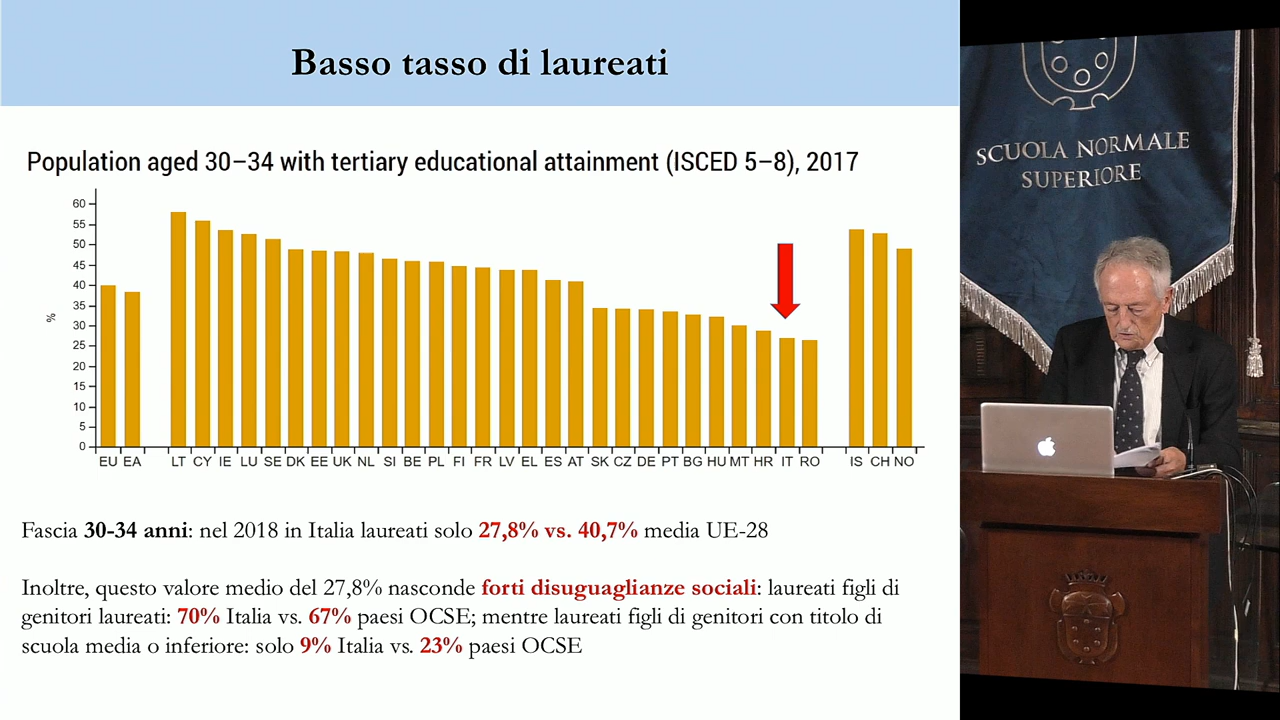 Basso tasso di laureati
Population aged 30–34 with tertiary educational attainment (ISCED 5–8), 2017
60
55
50
45
40
35
30
25
20
15
10
5
0
%
EU EA LT CY IE LU SE DK EE UK NL SI BE PL FI FR LV EL ES AT SK CZ DE PT BG HU MT HR IT RO IS CH NO
Fascia 30-34 anni: nel 2018 in Italia laureati solo 27,8% vs. 40,7% media UE-28
Inoltre, questo valore medio del 27,8% nasconde forti disuguaglianze sociali: laureati figli di
genitori laureati: 70% Italia vs. 67% paesi OCSE; mentre laureati figli di genitori con titolo di
scuola media o inferiore: solo 9% Italia vs. 23% paesi OCSE
SCUOLA NORMALE
SUPERIORE